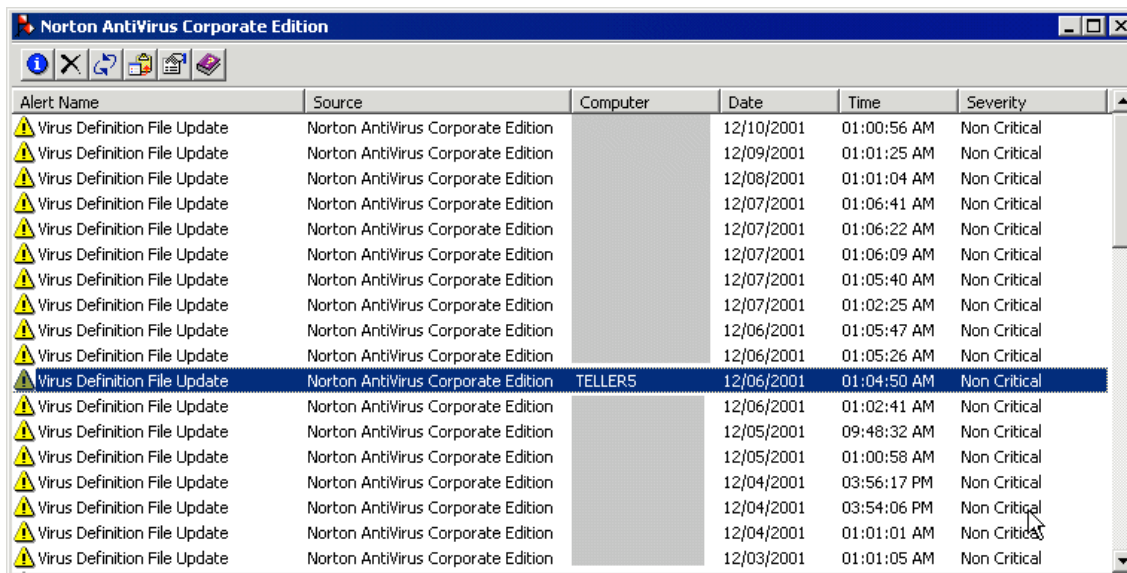 Norton AntiVirus Corporate Edition
Alert Name Source Computer Date Time Severity
Virus Definition File Update Norton AntiVirus Corporate Edition 12/10/2001 01:00:56 AM Non Critical
Virus Definition File Update Norton AntiVirus Corporate Edition 12/09/2001 01:01:25 AM Non Critical
Virus Definition File Update Norton AntiVirus Corporate Edition 12/08/2001 01:01:04 AM Non Critical
Virus Definition File Update Norton AntiVirus Corporate Edition 12/07/2001 01:06:41 AM Non Critical
Virus Definition File Update Norton AntiVirus Corporate Edition 12/07/2001 01:06:22 AM Non Critical
Virus Definition File Update Norton AntiVirus Corporate Edition 12/07/2001 01:06:09 AM Non Critical
Virus Definition File Update Norton AntiVirus Corporate Edition 12/07/2001 01:05:40 AM Non Critical
Virus Definition File Update Norton AntiVirus Corporate Edition 12/07/2001 01:02:25 AM Non Critical
Virus Definition File Update Norton AntiVirus Corporate Edition 12/06/2001 01:05:47 AM Non Critical
Virus Definition File Update Norton AntiVirus Corporate Edition 12/06/2001 01:05:26 AM Non Critical
Virus Definition File Update Norton AntiVirus Corporate Edition TELLER5 12/06/2001 01:04:50 AM Non Critical
Virus Definition File Update Norton AntiVirus Corporate Edition 12/06/2001 01:02:41 AM Non Critical
Virus Definition File Update Norton AntiVirus Corporate Edition 12/05/2001 09:48:32 AM Non Critical
Virus Definition File Update Norton AntiVirus Corporate Edition 12/05/2001 01:00:58 AM Non Critical
Virus Definition File Update Norton AntiVirus Corporate Edition 12/04/2001 03:56:17 PM Non Critical
Virus Definition File Update Norton AntiVirus Corporate Edition 12/04/2001 03:54:06 PM Non Critical
Virus Definition File Update Norton AntiVirus Corporate Edition 12/04/2001 01:01:01 AM Non Critical
Virus Definition File Update Norton AntiVirus Corporate Edition 12/03/2001 01:01:05 AM Non Critical